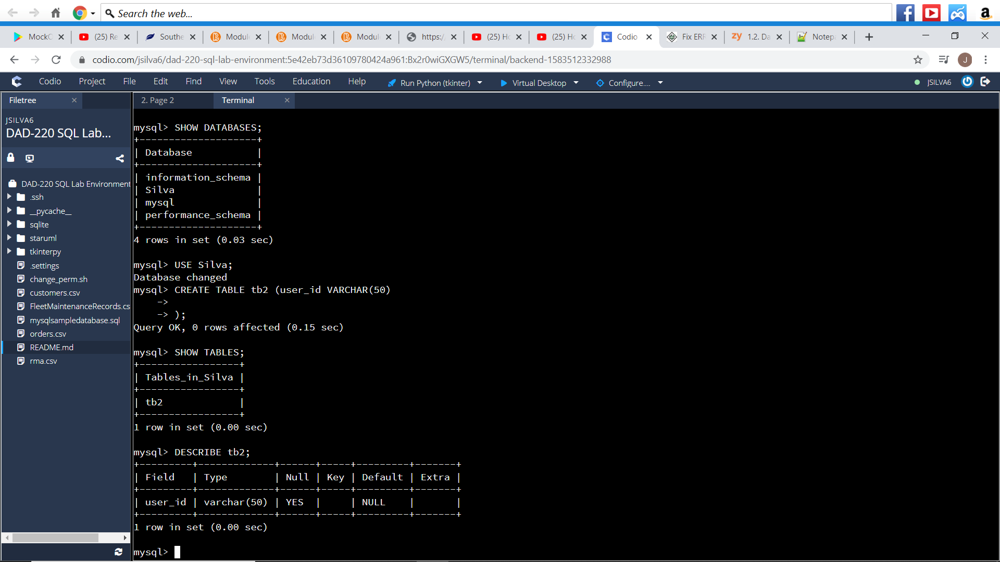 Search the web...
MockC
(25) Re
Southe
Modul
Modul
Modul
https:/
(25) Ho
(25) Ho
Codio
Fix ERR
zy 1.2. Da
Notep
codio.com/jsilva6/dad-220-sql-lab-environment:5e42eb73d36109780424a961:Bx2r0wiGXGW5/terminal/backend-1583512332988
J
Codio Project File Edit Find View Tools Education Help Run Python (tkinter) Virtual Desktop Configure.... JSILVA6
Filetree
2. Page 2
Terminal
JSILVA6
DAD-220 SQL Lab...
DAD-220 SQL Lab Environment
.ssh
__pycache__
sqlite
staruml
tkinterpy
.settings
change_perm.sh
customers.csv
FleetMaintenanceRecords.cs
mysqlsampledatabase.sql
orders.csv
README.md
rma.csv
mysql> SHOW DATABASES;
+--------------------+
| Database           |
+--------------------+
| information_schema |
| Silva              |
| mysql              |
| performance_schema |
+--------------------+
4 rows in set (0.03 sec)
mysql> USE Silva;
Database changed
mysql> CREATE TABLE tb2 (user_id VARCHAR(50)
    ->
    -> );
Query OK, 0 rows affected (0.15 sec)
mysql> SHOW TABLES;
+-----------------+
| Tables_in_Silva |
+-----------------+
| tb2             |
+-----------------+
1 row in set (0.00 sec)
mysql> DESCRIBE tb2;
+---------+-------------+------+-----+---------+-------+
| Field   | Type        | Null | Key | Default | Extra |
+---------+-------------+------+-----+---------+-------+
| user_id | varchar(50) | YES  |     | NULL    |       |
+---------+-------------+------+-----+---------+-------+
1 row in set (0.00 sec)
mysql>